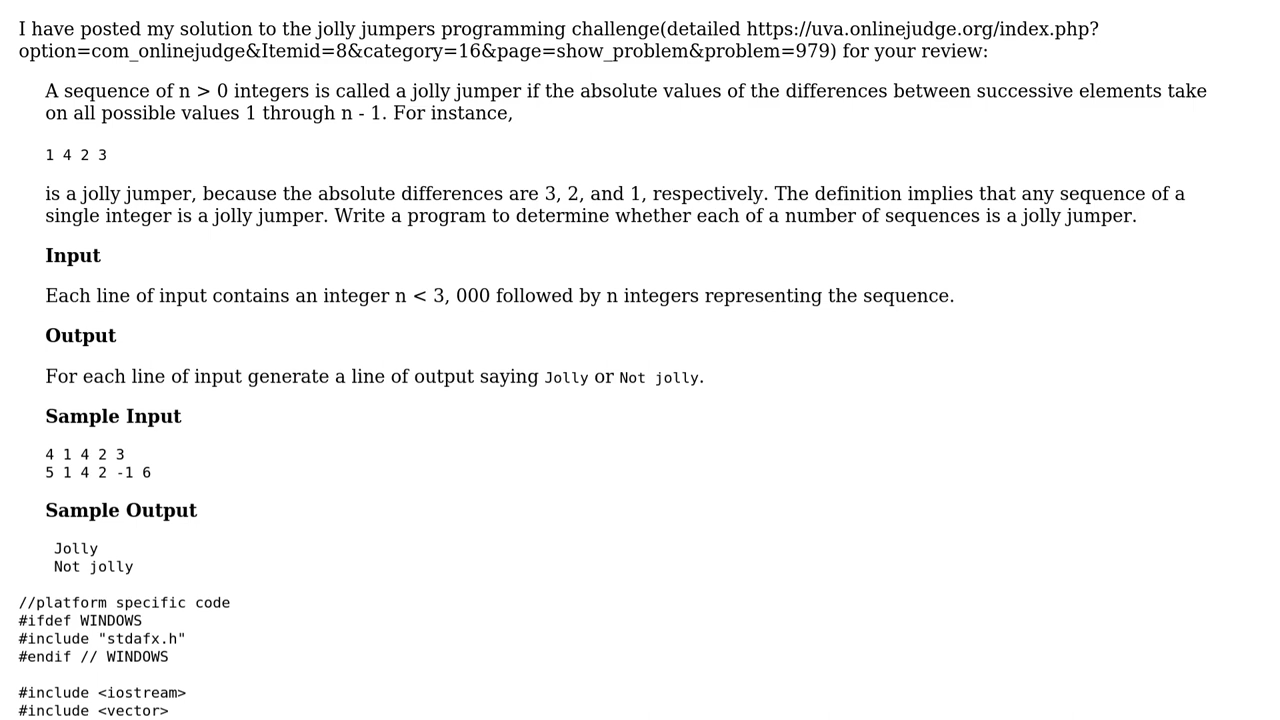 I have posted my solution to the jolly jumpers programming challenge(detailed https://uva.onlinejudge.org/index.php?
option=com_onlinejudge&Itemid=8&category=16&page=show_problem&problem=979) for your review:
A sequence of n > 0 integers is called a jolly jumper if the absolute values of the differences between successive elements take
on all possible values 1 through n - 1. For instance,
1 4 2 3
is a jolly jumper, because the absolute differences are 3, 2, and 1, respectively. The definition implies that any sequence of a
single integer is a jolly jumper. Write a program to determine whether each of a number of sequences is a jolly jumper.
Input
Each line of input contains an integer n < 3, 000 followed by n integers representing the sequence.
Output
For each line of input generate a line of output saying Jolly or Not jolly.
Sample Input
4 1 4 2 3
5 1 4 2 -1 6
Sample Output
Jolly
Not jolly
//platform specific code
#ifdef WINDOWS
#include "stdafx.h"
#endif // WINDOWS
#include <iostream>
#include <vector>